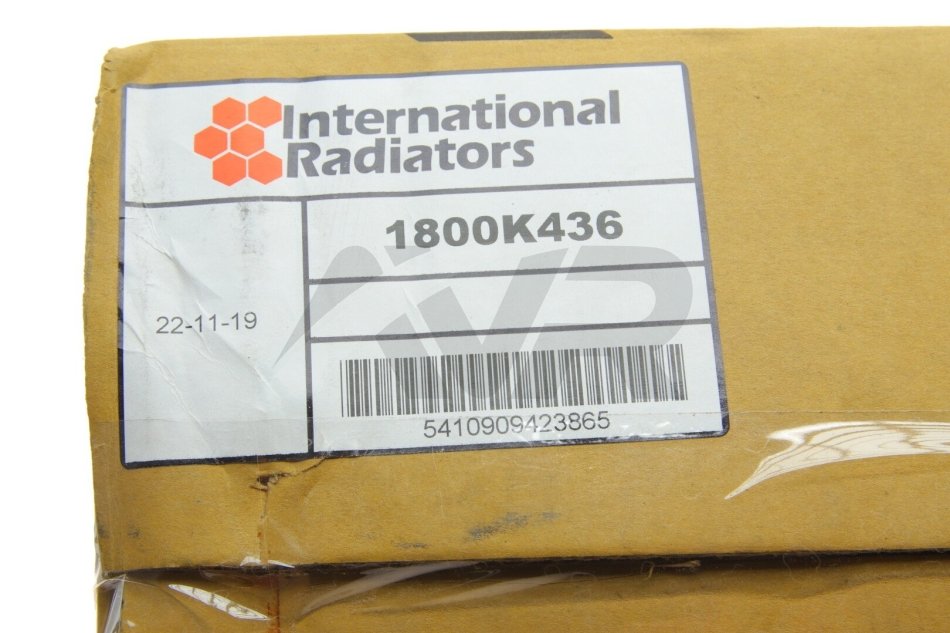 International
Radiators
1800K436
22-11-19
5410909423865